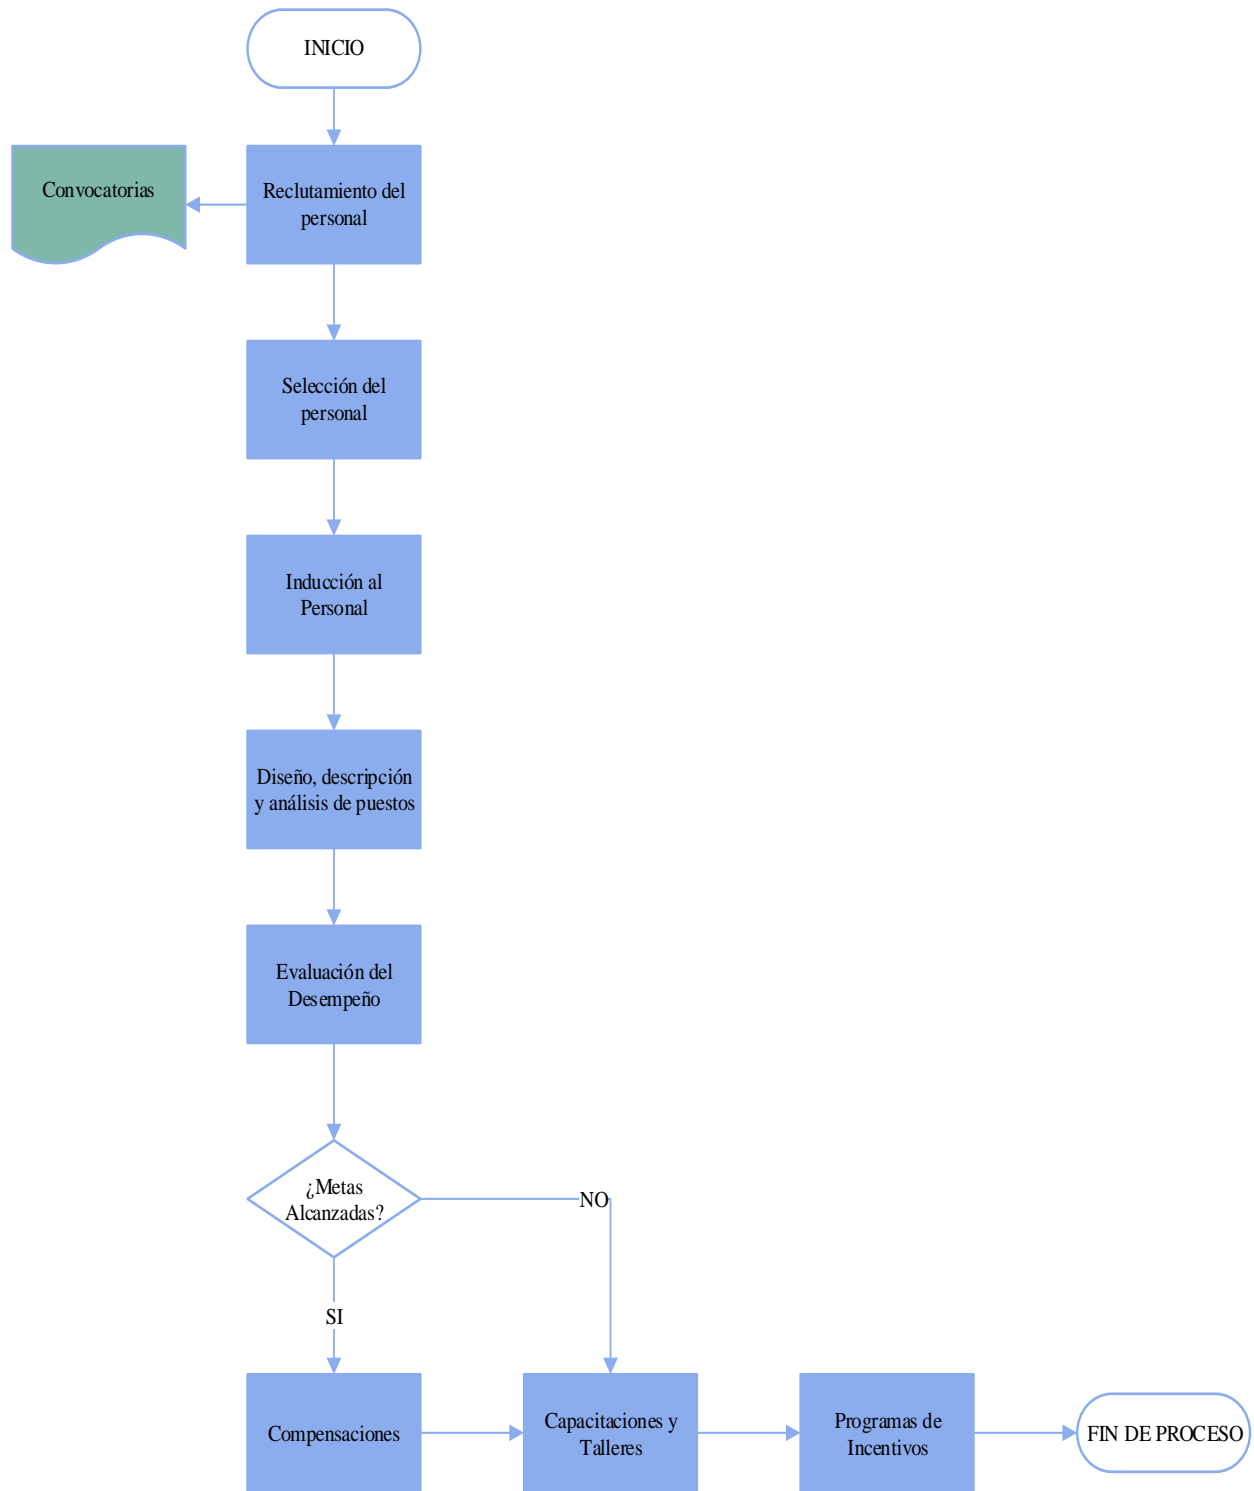 INICIO
Convocatorias
Reclutamiento del
personal
Selección del
personal
Inducción al
Personal
Diseño, descripción
y análisis de puestos
Evaluación del
Desempeño
¿Metas
Alcanzadas?
NO
SI
Compensaciones
Capacitaciones y
Talleres
Programas de
Incentivos
FIN DE PROCESO